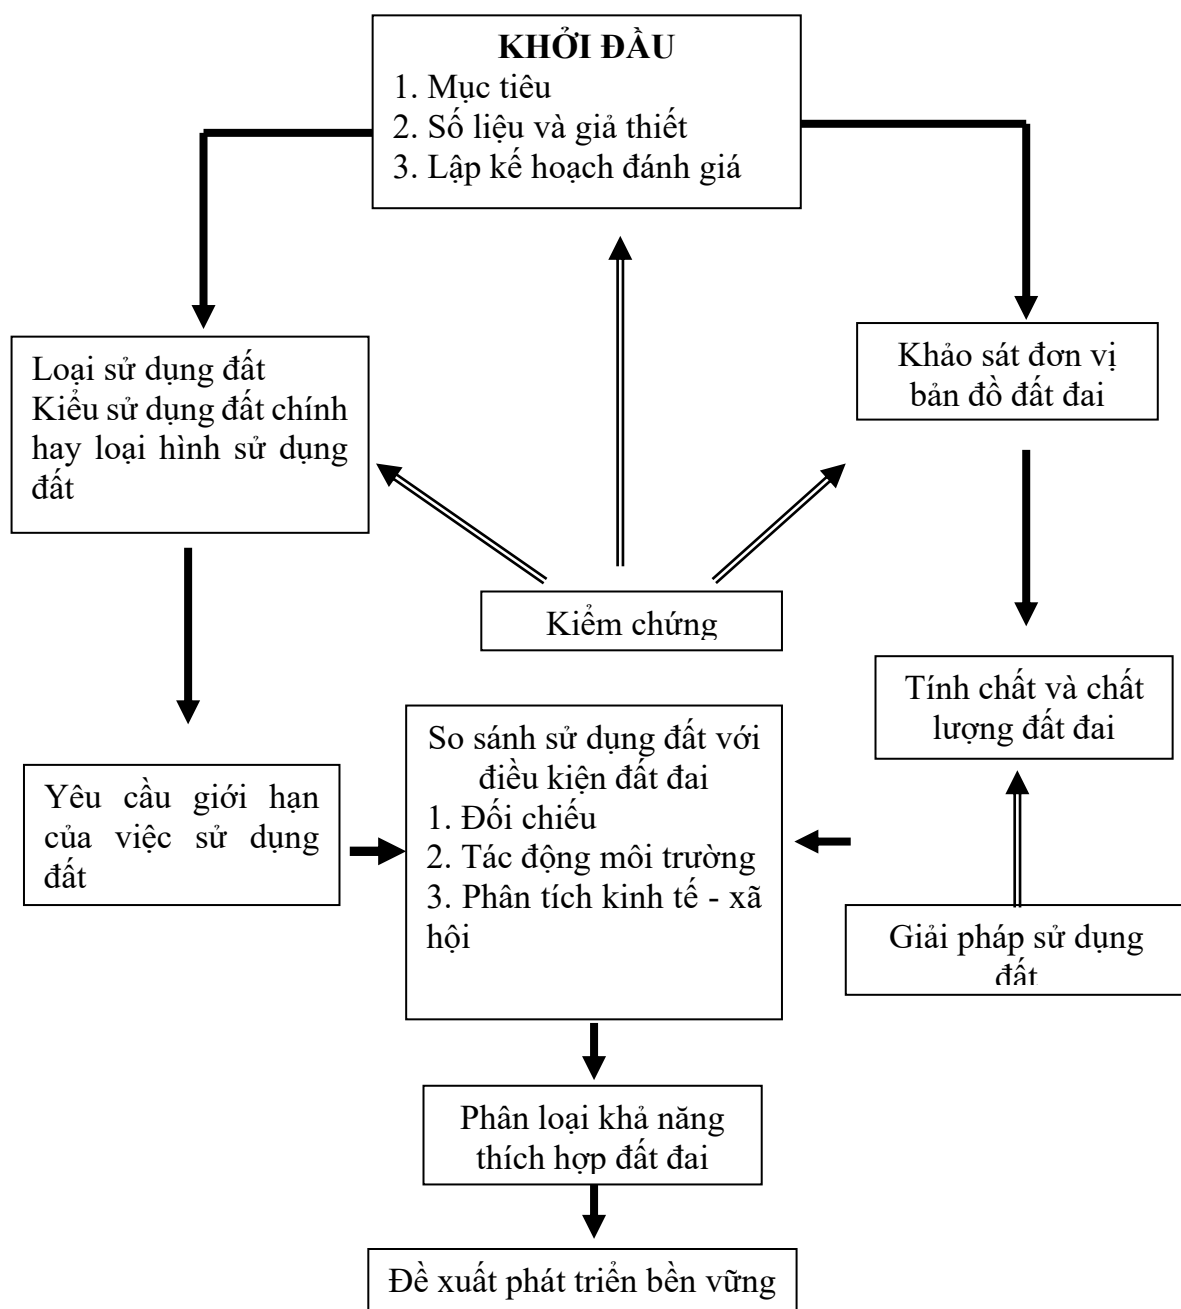 KHỞI ĐẦU
1. Mục tiêu
2. Số liệu và giả thiết
3. Lập kế hoạch đánh giá
Loại sử dụng đất
Kiểu sử dụng đất chính
hay loại hình sử dụng
đất
Khảo sát đơn vị
bản đồ đất đai
Kiểm chứng
Tính chất và chất
lượng đất đai
Yêu cầu giới hạn
của việc sử dụng
đất
So sánh sử dụng đất với
điều kiện đất đai
1. Đối chiếu
2. Tác động môi trường
3. Phân tích kinh tế - xã
hội
Giải pháp sử dụng
đất
Phân loại khả năng
thích hợp đất đai
Đề xuất phát triển bền vững